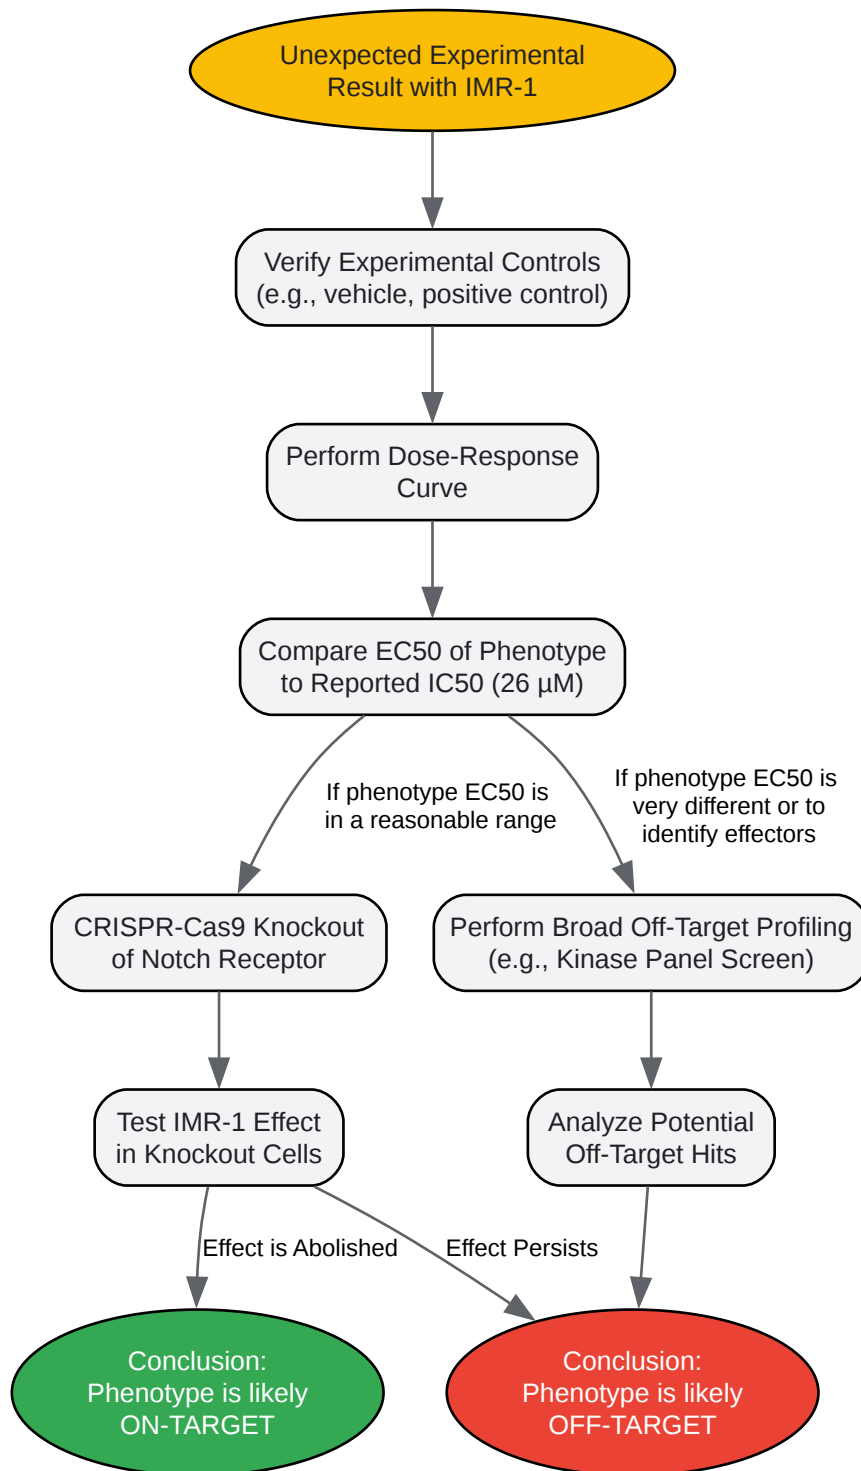 Unexpected Experimental
Result with IMR-1
Verify Experimental Controls
(e.g., vehicle, positive control)
Perform Dose-Response
Curve
Compare EC50 of Phenotype
to Reported IC50 (26 µM)
If phenotype EC50 is
in a reasonable range
If phenotype EC50 is
very different or to
identify effectors
CRISPR-Cas9 Knockout
of Notch Receptor
Perform Broad Off-Target Profiling
(e.g., Kinase Panel Screen)
Test IMR-1 Effect
in Knockout Cells
Analyze Potential
Off-Target Hits
Effect is Abolished
Effect Persists
Conclusion:
Phenotype is likely
ON-TARGET
Conclusion:
Phenotype is likely
OFF-TARGET